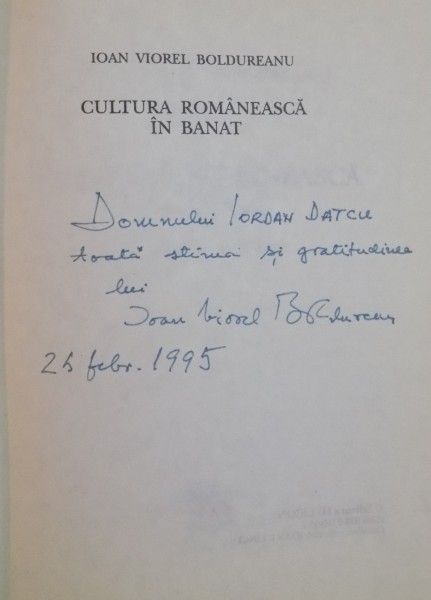 IOAN VIOREL BOLDUREANU
CULTURA ROMÂNEASCĂ
ÎN BANAT
Domnului IORDAN DATCU
toată stima și gratitudinea
lui
Ioan Viorel Boldureanu
febr. 1995